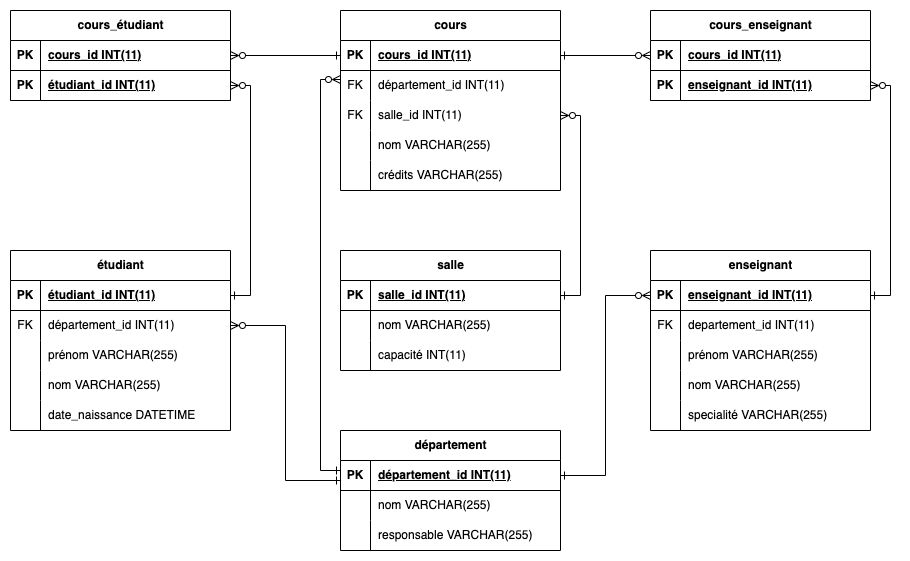 cours_étudiant
PK cours_id INT(11)
PK étudiant_id INT(11)
cours
PK cours_id INT(11)
FK département_id INT(11)
FK salle_id INT(11)
nom VARCHAR(255)
crédits VARCHAR(255)
cours_enseignant
PK cours_id INT(11)
PK enseignant_id INT(11)
étudiant
PK étudiant_id INT(11)
FK département_id INT(11)
prénom VARCHAR(255)
nom VARCHAR(255)
date_naissance DATETIME
salle
PK salle_id INT(11)
nom VARCHAR(255)
capacité INT(11)
enseignant
PK enseignant_id INT(11)
FK departement_id INT(11)
prénom VARCHAR(255)
nom VARCHAR(255)
specialité VARCHAR(255)
département
PK département_id INT(11)
nom VARCHAR(255)
responsable VARCHAR(255)